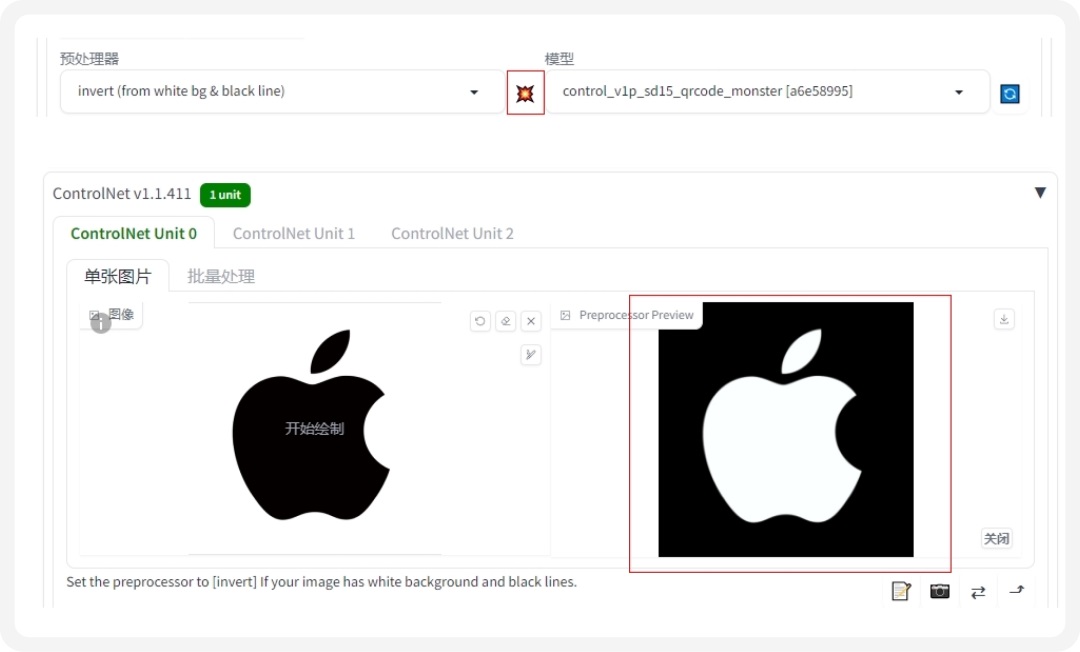 预处理器
模型
invert (from white bg & black line)
control_v1p_sd15_qrcode_monster [a6e58995]
ControlNet v1.1.411
1 unit
ControlNet Unit 0
ControlNet Unit 1
ControlNet Unit 2
单张图片
批量处理
图像
Preprocessor Preview
开始绘制
关闭
Set the preprocessor to [invert] If your image has white background and black lines.